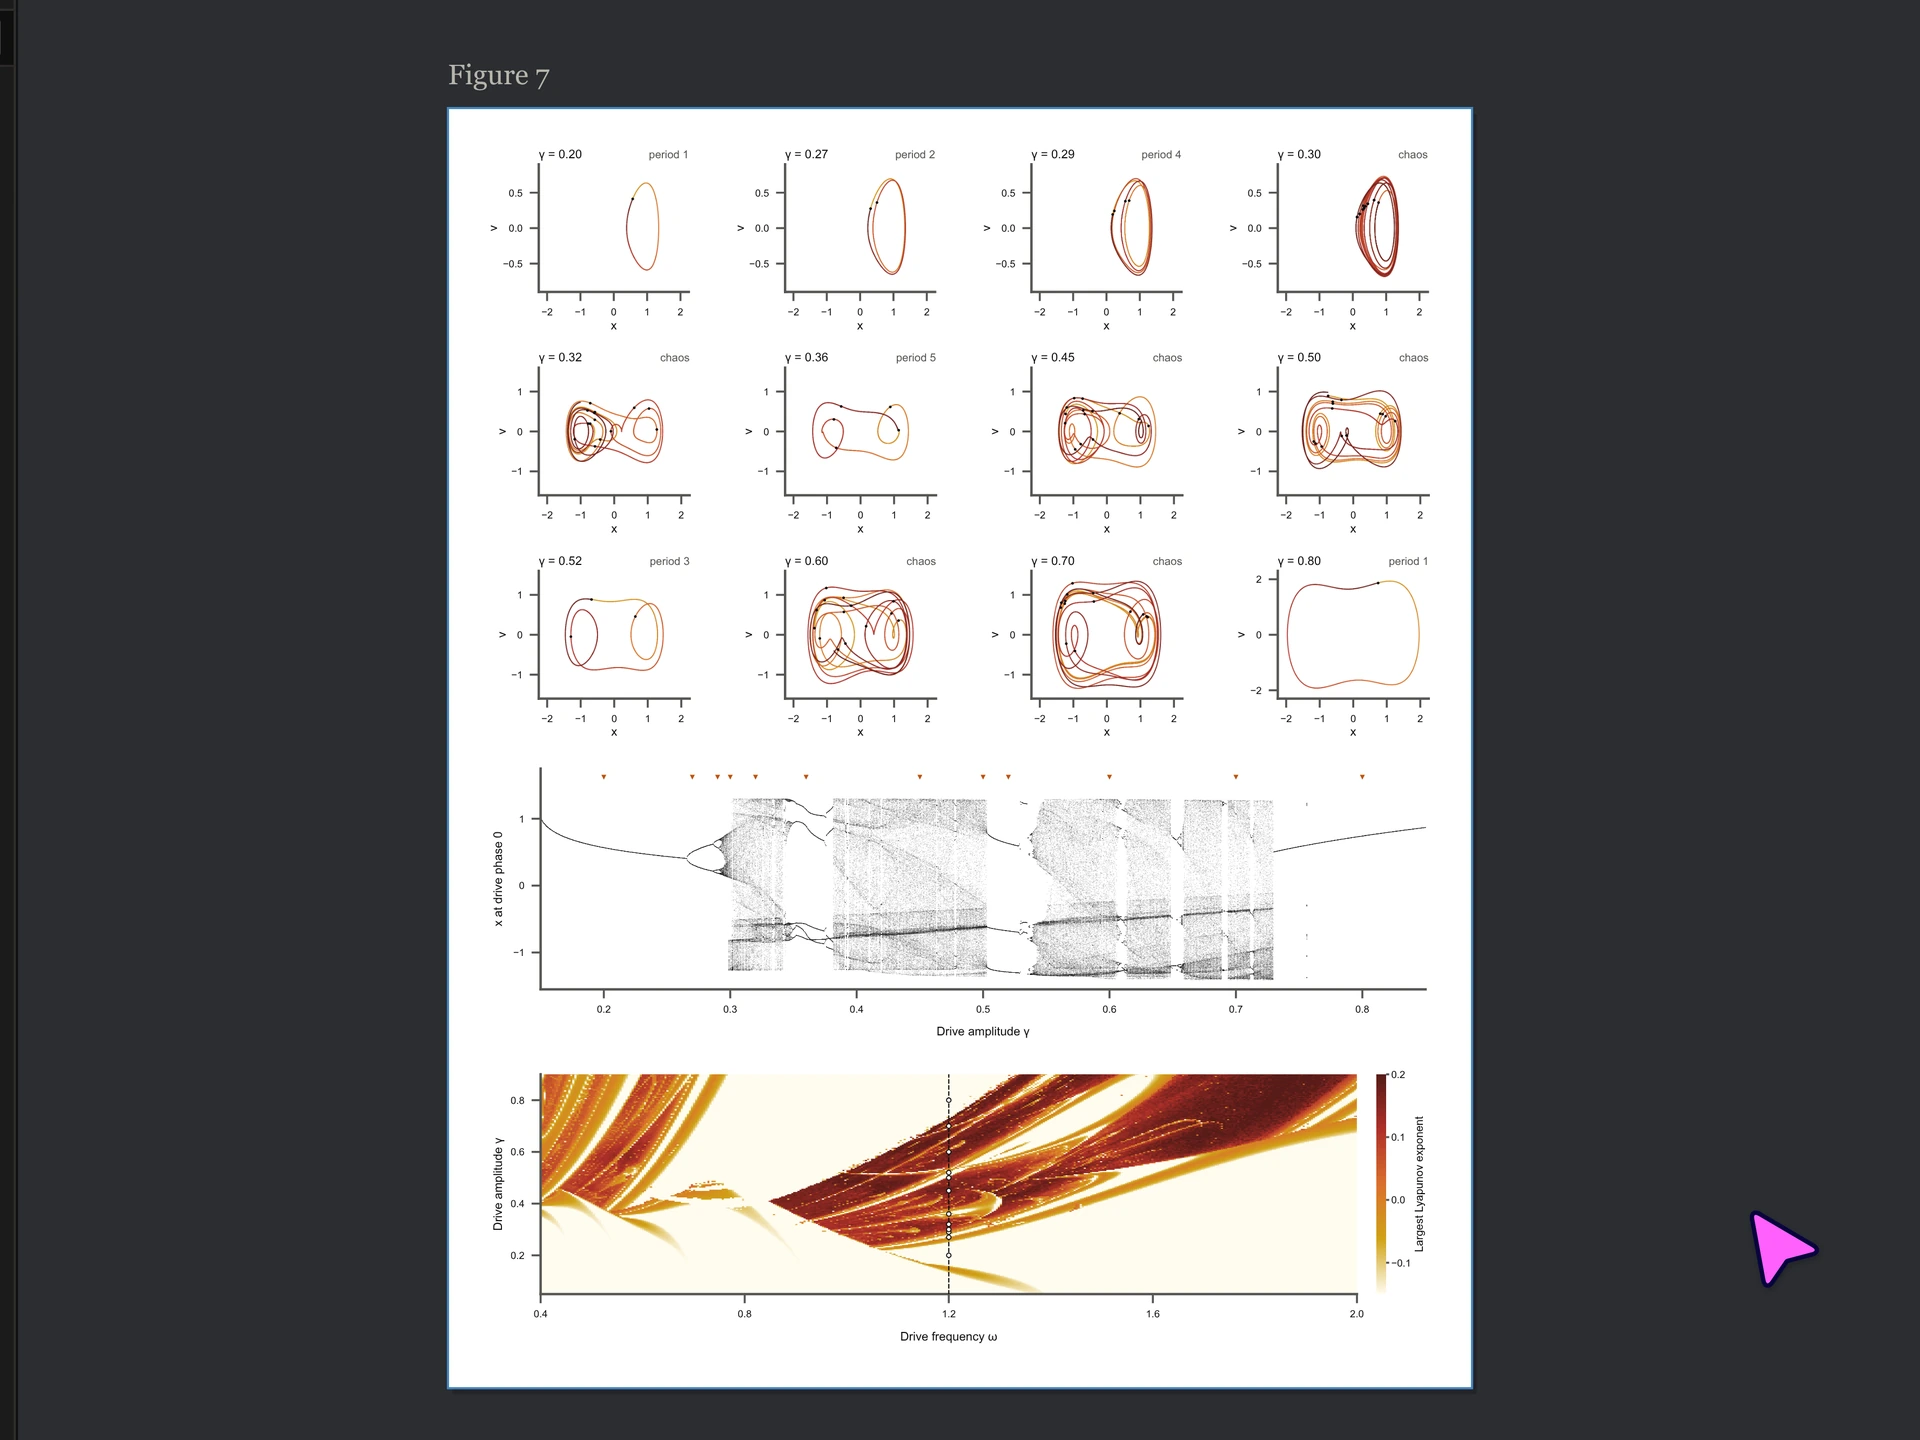 Figure 7
γ = 0.20 period 1
γ = 0.27 period 2
γ = 0.29 period 4
γ = 0.30 chaos
0.5
0.0
−0.5
v
−2 −1 0 1 2
x
0.5
0.0
−0.5
v
−2 −1 0 1 2
x
0.5
0.0
−0.5
v
−2 −1 0 1 2
x
0.5
0.0
−0.5
v
−2 −1 0 1 2
x
γ = 0.32 chaos
γ = 0.36 period 5
γ = 0.45 chaos
γ = 0.50 chaos
1
0
−1
v
−2 −1 0 1 2
x
1
0
−1
v
−2 −1 0 1 2
x
1
0
−1
v
−2 −1 0 1 2
x
1
0
−1
v
−2 −1 0 1 2
x
γ = 0.52 period 3
γ = 0.60 chaos
γ = 0.70 chaos
γ = 0.80 period 1
1
0
−1
v
−2 −1 0 1 2
x
1
0
−1
v
−2 −1 0 1 2
x
1
0
−1
v
−2 −1 0 1 2
x
2
0
−2
v
−2 −1 0 1 2
x
x at drive phase 0
1
0
−1
0.2 0.3 0.4 0.5 0.6 0.7 0.8
Drive amplitude γ
Drive amplitude γ
0.8
0.6
0.4
0.2
0.4 0.8 1.2 1.6 2.0
Drive frequency ω
0.2
0.1
0.0
−0.1
Largest Lyapunov exponent